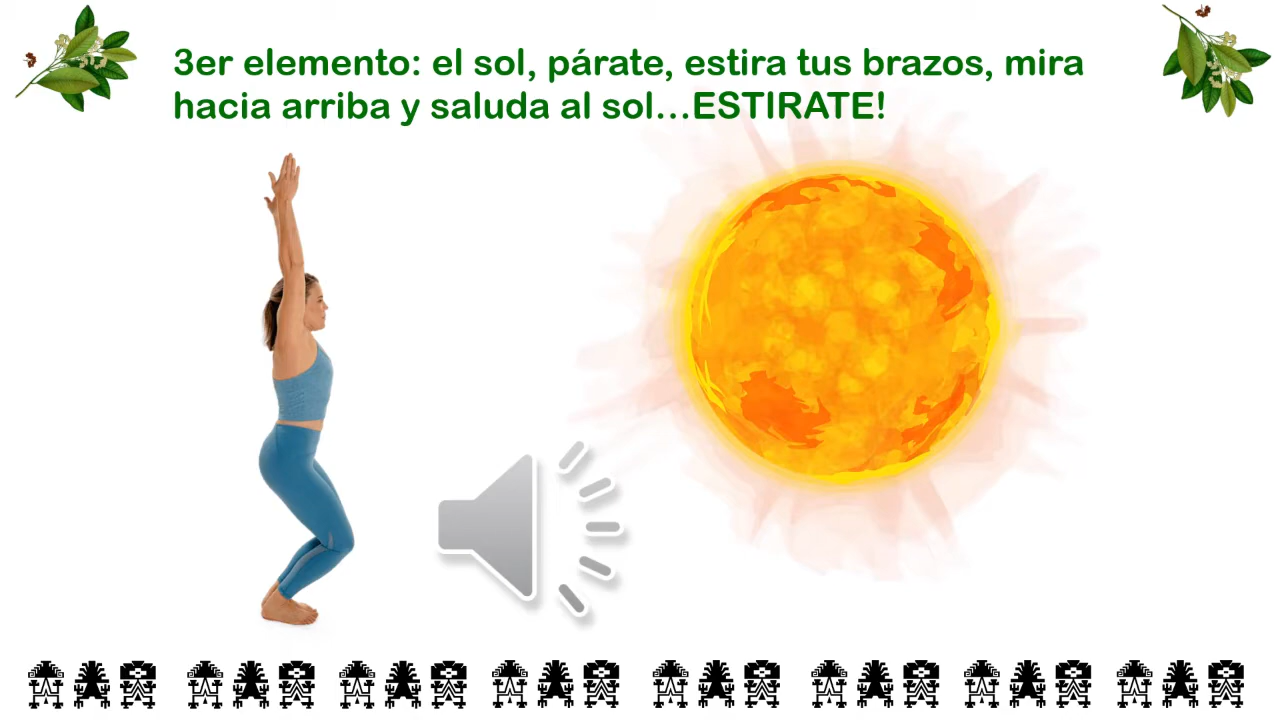 3er elemento: el sol, párate, estira tus brazos, mira
hacia arriba y saluda al sol…ESTIRATE!